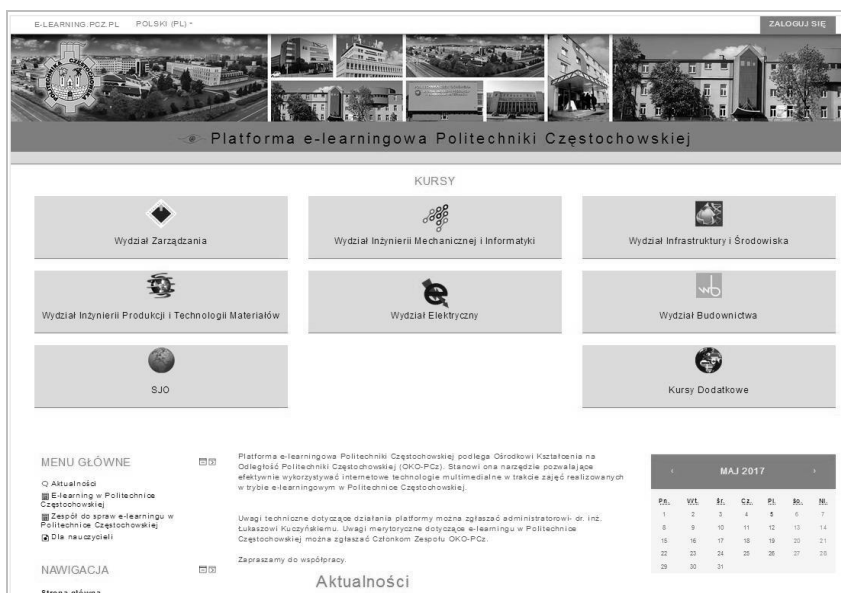 E-LEARNING.PCZ.PL POLSKI (PL)
ZALOGUJ SIĘ
POLITECHNIKA CZĘSTOCHOWSKA
Platforma e-learningowa Politechniki Częstochowskiej
KURSY
Wydział Zarządzania
Wydział Inżynierii Mechanicznej i Informatyki
Wydział Infrastruktury i Środowiska
Wydział Inżynierii Produkcji i Technologii Materiałów
Wydział Elektryczny
Wydział Budownictwa
SJO
Kursy Dodatkowe
MENU GŁÓWNE
Aktualności
E-learning w Politechnice
Częstochowskiej
Zespół do spraw e-learningu w
Politechnice Częstochowskiej
Dla nauczycieli
NAWIGACJA
Strona główna
Platforma e-learningowa Politechniki Częstochowskiej podlega Ośrodkowi Kształcenia na
Odległość Politechniki Częstochowskiej (OKO-PCz). Stanowi ona narzędzie pozwalające
efektywnie wykorzystywać internetowe technologie multimedialne w trakcie zajęć realizowanych
w trybie e-learningowym w Politechnice Częstochowskiej.
Uwagi techniczne dotyczące działania platformy można zgłaszać administratorowi- dr. inż.
Łukaszowi Kuczyńskiemu. Uwagi merytoryczne dotyczące e-learningu w Politechnice
Częstochowskiej można zgłaszać Członkom Zespołu OKO-PCz.
Zapraszamy do współpracy.
Aktualności
MAJ 2017
Pn. Wt. Śr. Cz. Pt. So. Ni.
1 2 3 4 5 6 7
8 9 10 11 12 13 14
15 16 17 18 19 20 21
22 23 24 25 26 27 28
29 30 31